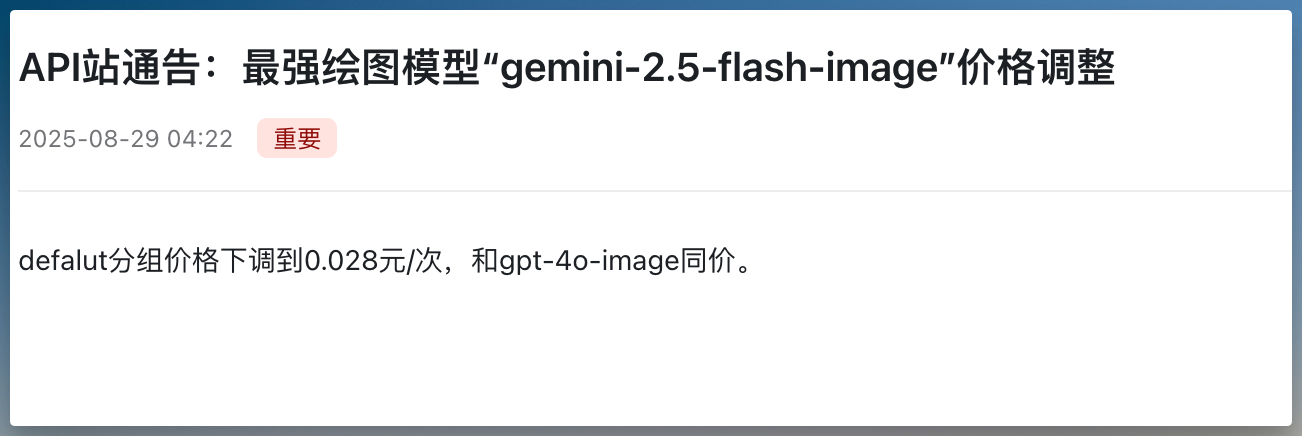 API站通告：最强绘图模型“gemini-2.5-flash-image”价格调整
2025-08-29 04:22 重要
defalut分组价格下调到0.028元/次，和gpt-4o-image同价。